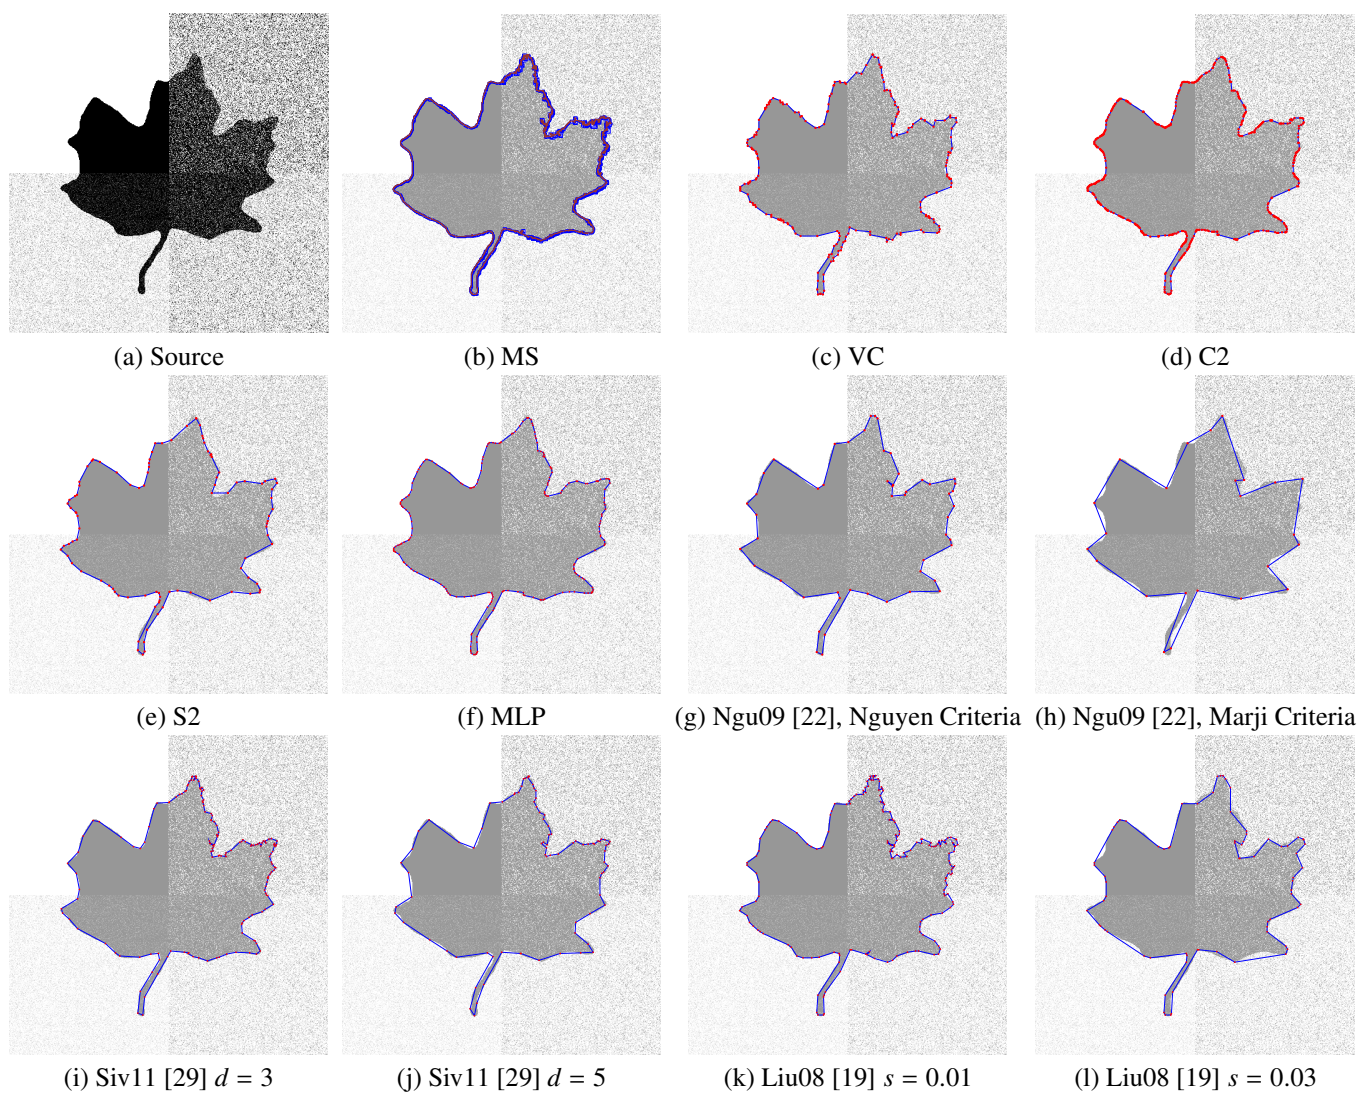 (a) Source
(b) MS
(c) VC
(d) C2
(e) S2
(f) MLP
(g) Ngu09 [22], Nguyen Criteria
(h) Ngu09 [22], Marji Criteria
(i) Siv11 [29] d = 3
(j) Siv11 [29] d = 5
(k) Liu08 [19] s = 0.01
(l) Liu08 [19] s = 0.03